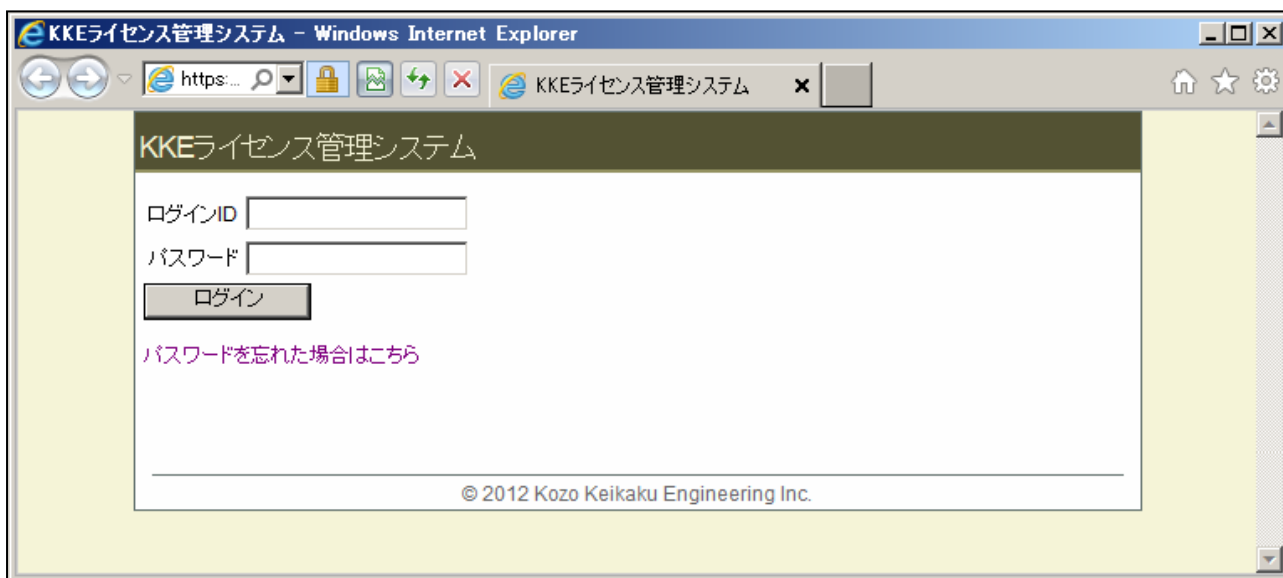 KKEライセンス管理システム - Windows Internet Explorer
https:...
KKEライセンス管理システム
KKEライセンス管理システム
ログインID
パスワード
ログイン
パスワードを忘れた場合はこちら
© 2012 Kozo Keikaku Engineering Inc.